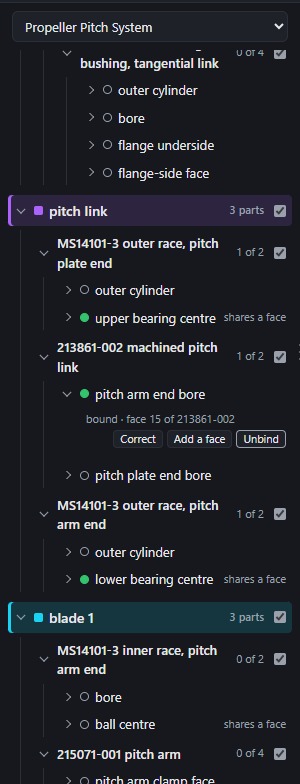 Propeller Pitch System
bushing, tangential link
0 of 4
outer cylinder
bore
flange underside
flange-side face
pitch link
3 parts
MS14101-3 outer race, pitch
plate end
1 of 2
outer cylinder
upper bearing centre
shares a face
213861-002 machined pitch
link
1 of 2
pitch arm end bore
bound · face 15 of 213861-002
Correct
Add a face
Unbind
pitch plate end bore
MS14101-3 outer race, pitch
arm end
1 of 2
outer cylinder
lower bearing centre
shares a face
blade 1
3 parts
MS14101-3 inner race, pitch
arm end
0 of 2
bore
ball centre
shares a face
215071-001 pitch arm
0 of 4
pitch arm clamp face